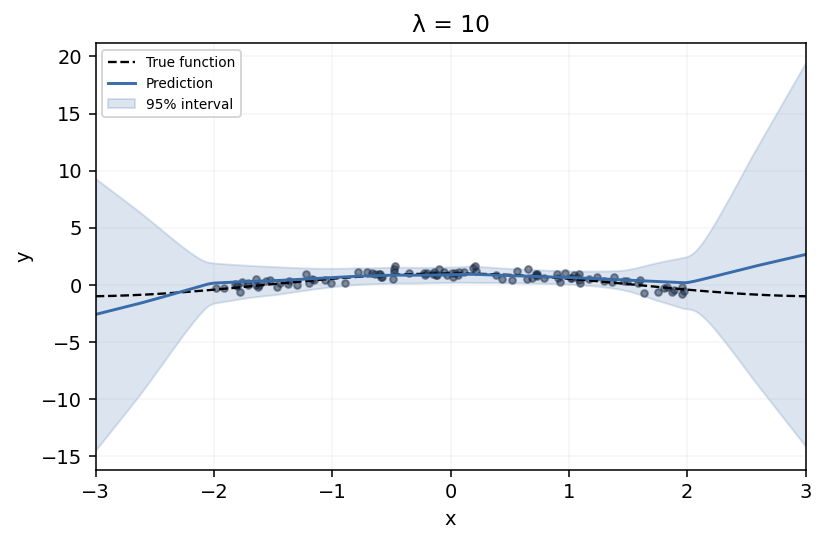 λ = 10
20
15
10
5
0
−5
−10
−15
y
True function
Prediction
95% interval
−3 −2 −1 0 1 2 3
x